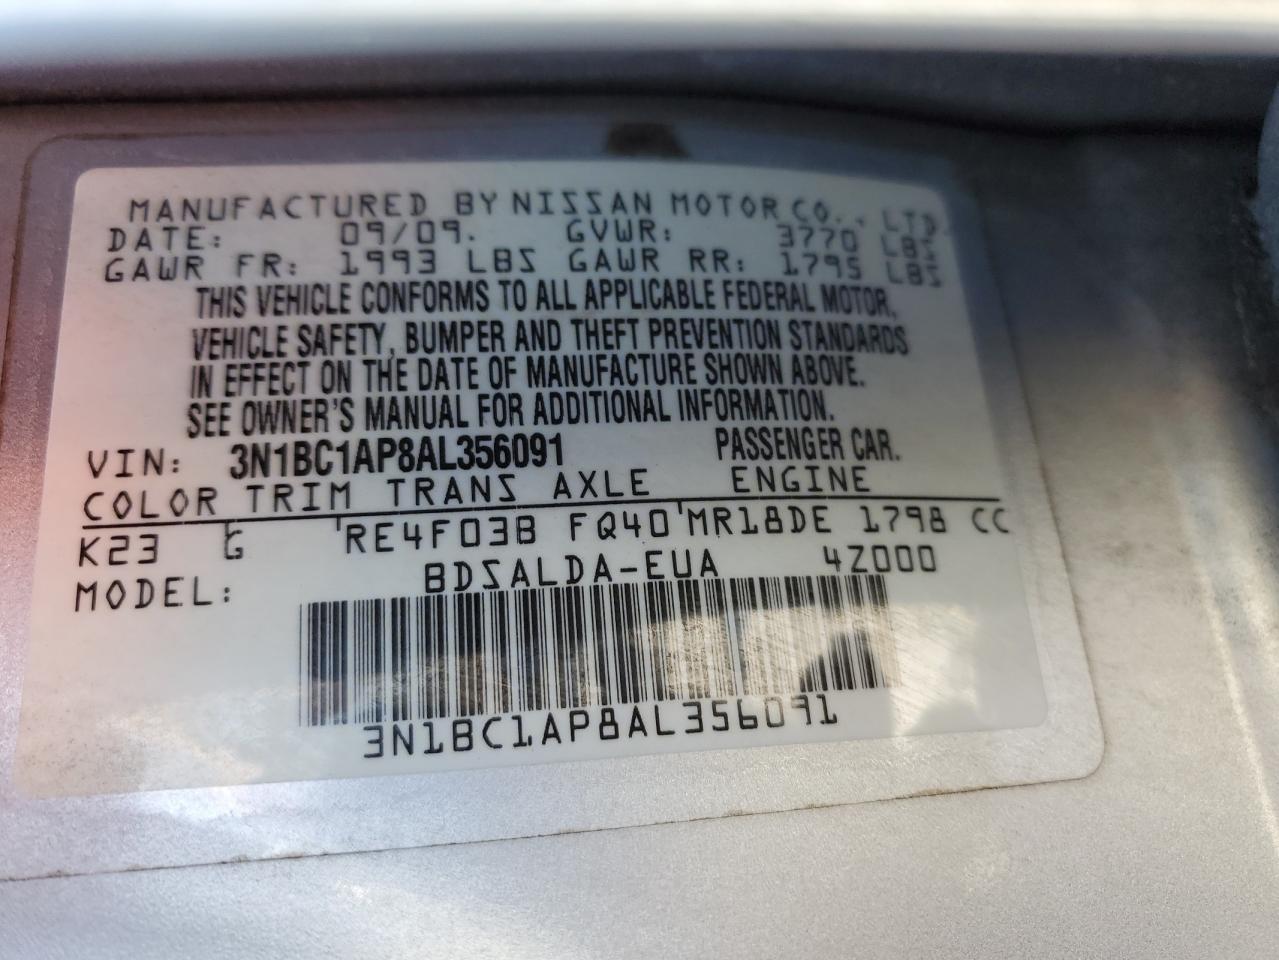 MANUFACTURED BY NISSAN MOTOR CO., LTD.
DATE: 09/09. GVWR: 3770 LBS
GAWR FR: 1993 LBS GAWR RR: 1795 LBS
THIS VEHICLE CONFORMS TO ALL APPLICABLE FEDERAL MOTOR,
VEHICLE SAFETY, BUMPER AND THEFT PREVENTION STANDARDS
IN EFFECT ON THE DATE OF MANUFACTURE SHOWN ABOVE.
SEE OWNER'S MANUAL FOR ADDITIONAL INFORMATION.
VIN: 3N1BC1AP8AL356091 PASSENGER CAR.
COLOR TRIM TRANS AXLE ENGINE
K23 G RE4F03B FQ40 MR18DE 1798 CC
MODEL: BDSALDA-EUA 4Z000
3N1BC1AP8AL356091